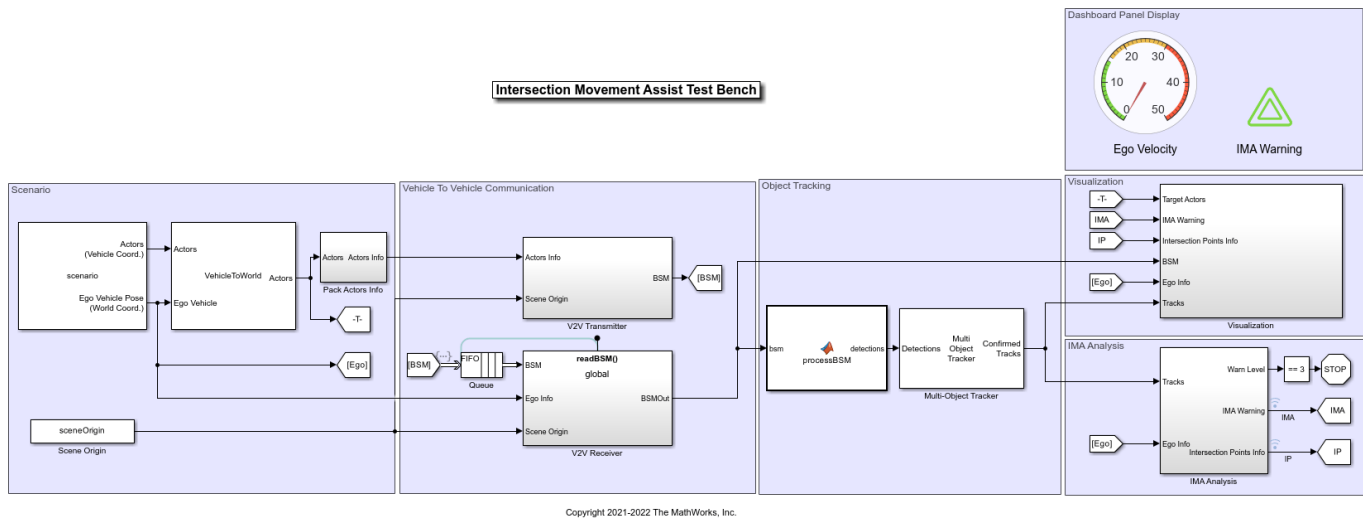 Intersection Movement Assist Test Bench
Dashboard Panel Display
0
10
20
30
40
50
Ego Velocity
IMA Warning
Scenario
Actors
(Vehicle Coord.)
scenario
Ego Vehicle Pose
(World Coord.)
Actors
VehicleToWorld
Actors
Ego Vehicle
Actors
Actors Info
Pack Actors Info
-T-
[Ego]
sceneOrigin
Scene Origin
Vehicle To Vehicle Communication
Actors Info
BSM
Scene Origin
V2V Transmitter
[BSM]
[BSM]
{...}
FIFO
Queue
readBSM()
global
BSM
Ego Info
BSMOut
Scene Origin
V2V Receiver
Object Tracking
bsm
processBSM
detections
Detections
Multi
Object
Tracker
Confirmed
Tracks
Multi-Object Tracker
Visualization
-T-
IMA
IP
[Ego]
Target Actors
IMA Warning
Intersection Points Info
BSM
Ego Info
Tracks
Visualization
IMA Analysis
Tracks
[Ego]
Ego Info
Warn Level
IMA Warning
Intersection Points Info
IMA Analysis
== 3
STOP
IMA
IMA
IP
IP
Copyright 2021-2022 The MathWorks, Inc.